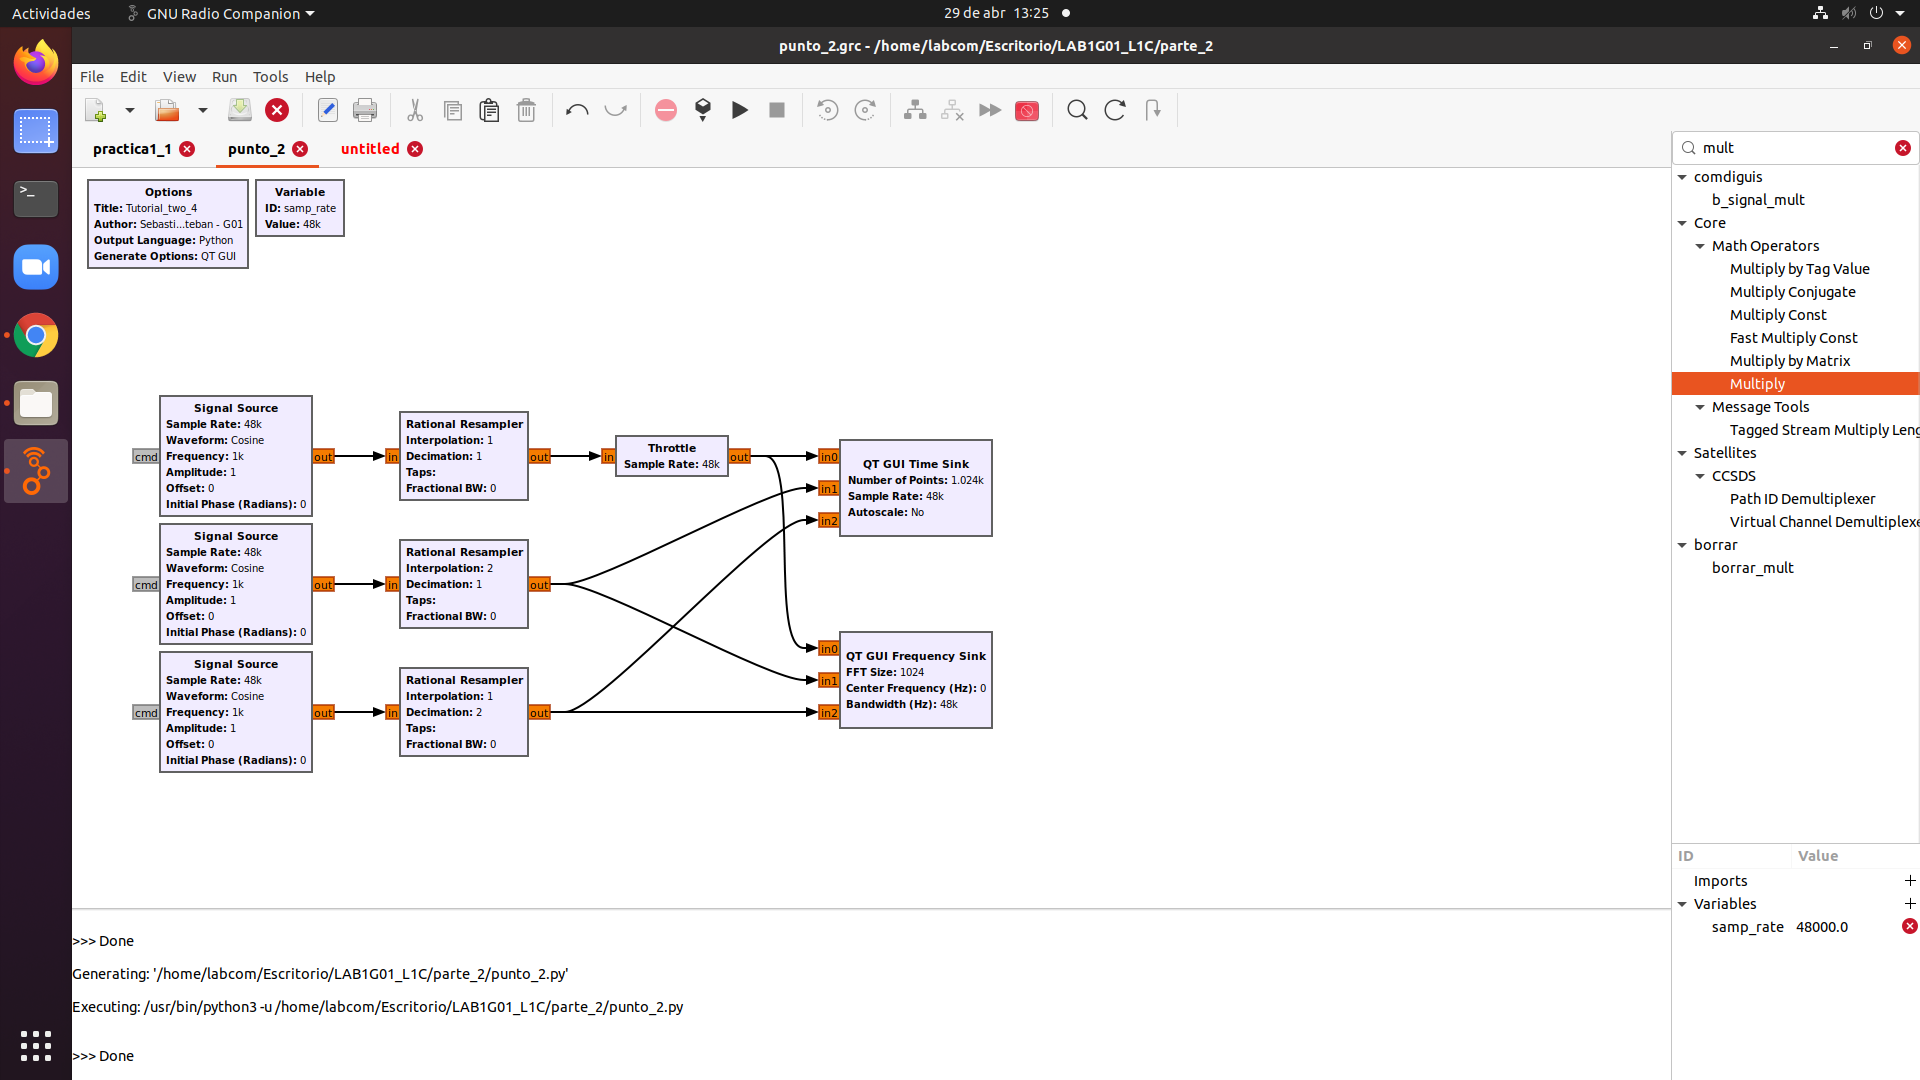 Actividades
GNU Radio Companion
29 de abr 13:25
punto_2.grc - /home/labcom/Escritorio/LAB1G01_L1C/parte_2
File Edit View Run Tools Help
practica1_1
punto_2
untitled
Options
Title: Tutorial_two_4
Author: Sebasti...teban - G01
Output Language: Python
Generate Options: QT GUI
Variable
ID: samp_rate
Value: 48k
cmd
Signal Source
Sample Rate: 48k
Waveform: Cosine
Frequency: 1k
Amplitude: 1
Offset: 0
Initial Phase (Radians): 0
out
in
Rational Resampler
Interpolation: 1
Decimation: 1
Taps:
Fractional BW: 0
out
in
Throttle
Sample Rate: 48k
out
in0
in1
in2
QT GUI Time Sink
Number of Points: 1.024k
Sample Rate: 48k
Autoscale: No
cmd
Signal Source
Sample Rate: 48k
Waveform: Cosine
Frequency: 1k
Amplitude: 1
Offset: 0
Initial Phase (Radians): 0
out
in
Rational Resampler
Interpolation: 2
Decimation: 1
Taps:
Fractional BW: 0
out
cmd
Signal Source
Sample Rate: 48k
Waveform: Cosine
Frequency: 1k
Amplitude: 1
Offset: 0
Initial Phase (Radians): 0
out
in
Rational Resampler
Interpolation: 1
Decimation: 2
Taps:
Fractional BW: 0
out
in0
in1
in2
QT GUI Frequency Sink
FFT Size: 1024
Center Frequency (Hz): 0
Bandwidth (Hz): 48k
>>> Done
Generating: '/home/labcom/Escritorio/LAB1G01_L1C/parte_2/punto_2.py'
Executing: /usr/bin/python3 -u /home/labcom/Escritorio/LAB1G01_L1C/parte_2/punto_2.py
>>> Done
mult
comdiguis
b_signal_mult
Core
Math Operators
Multiply by Tag Value
Multiply Conjugate
Multiply Const
Fast Multiply Const
Multiply by Matrix
Multiply
Message Tools
Tagged Stream Multiply Leng
Satellites
CCSDS
Path ID Demultiplexer
Virtual Channel Demultiplexe
borrar
borrar_mult
ID Value
Imports
Variables
samp_rate 48000.0